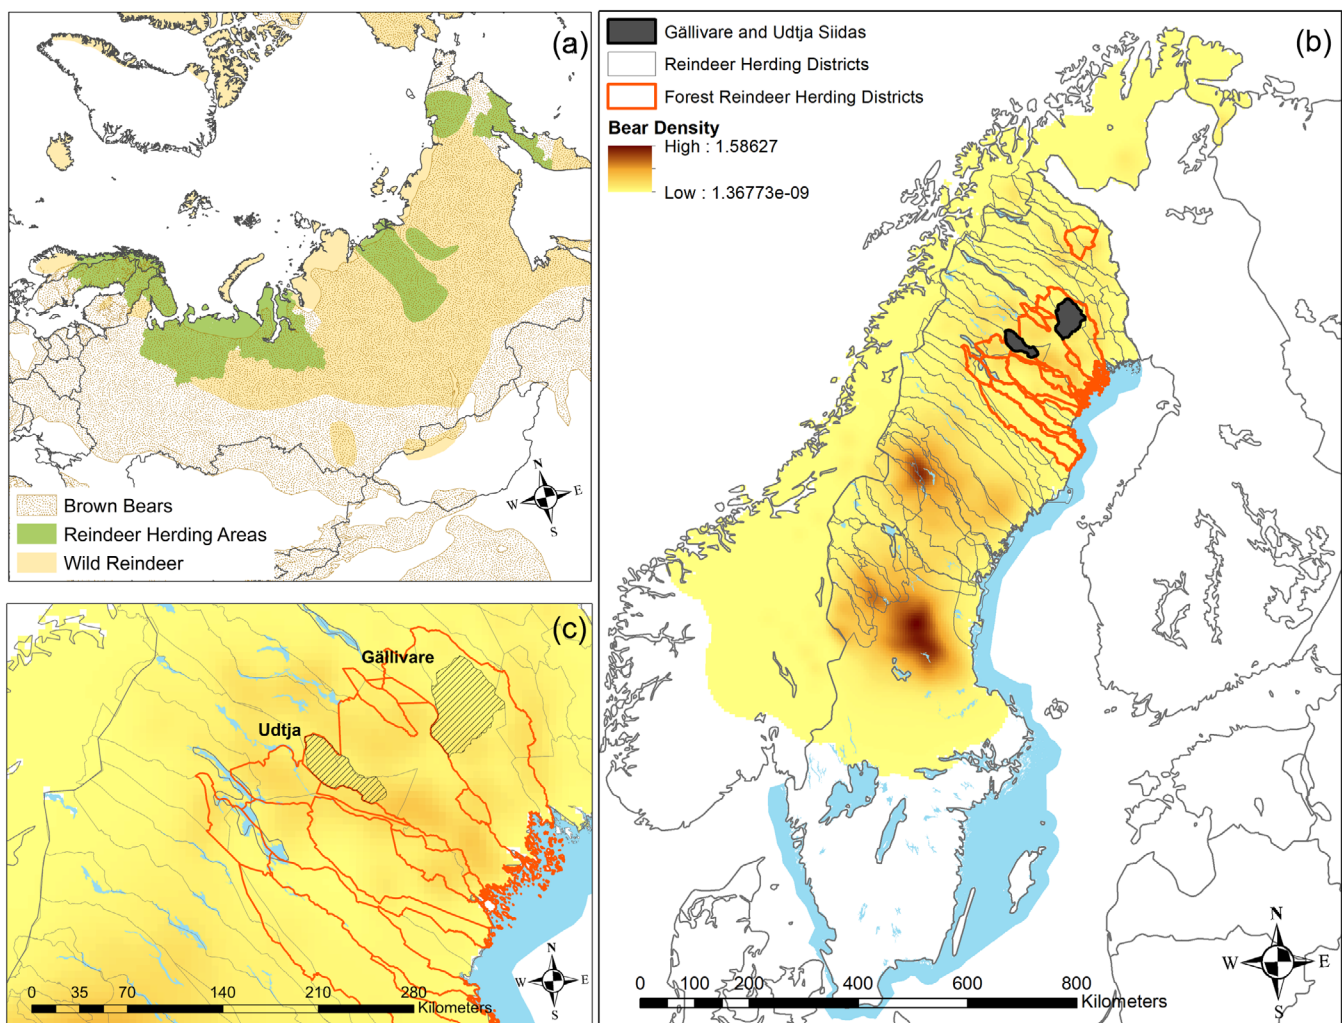 (a)
N
W E
S
Brown Bears
Reindeer Herding Areas
Wild Reindeer
(b)
Gällivare and Udtja Siidas
Reindeer Herding Districts
Forest Reindeer Herding Districts
Bear Density
High : 1.58627
Low : 1.36773e-09
N
W E
S
0 100 200 400 600 800
Kilometers
(c)
Gällivare
Udtja
N
W E
S
0 35 70 140 210 280
Kilometers